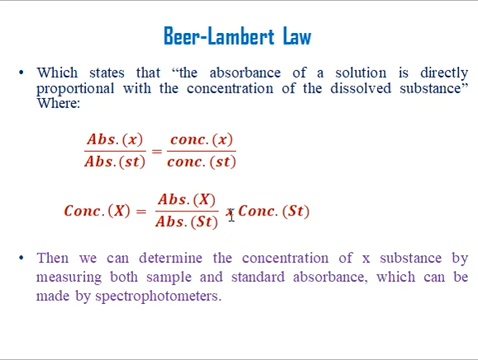 Beer-Lambert Law
• Which states that “the absorbance of a solution is directly
proportional with the concentration of the dissolved substance”
Where:
Abs.(x) / Abs.(st) = conc.(x) / conc.(st)
Conc.(X) = Abs.(X) / Abs.(St) x Conc.(St)
• Then we can determine the concentration of x substance by
measuring both sample and standard absorbance, which can be
made by spectrophotometers.